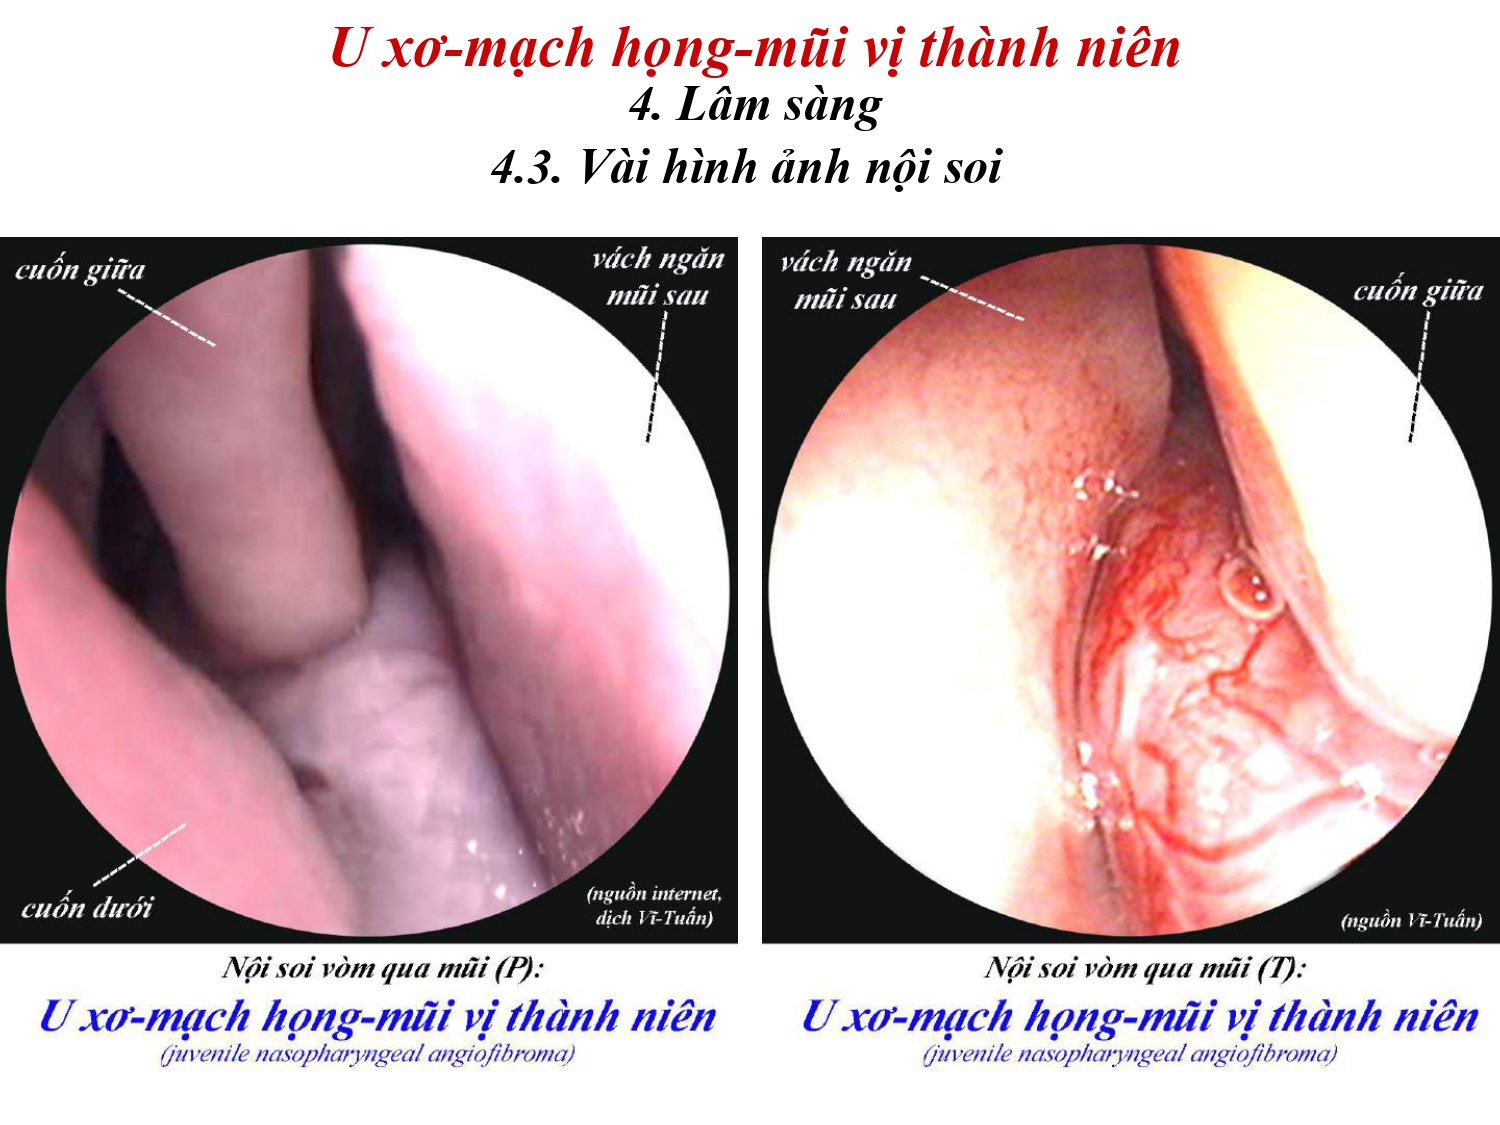 U xơ-mạch họng-mũi vị thành niên
4. Lâm sàng
4.3. Vài hình ảnh nội soi
cuốn giữa
vách ngăn
mũi sau
cuốn dưới
(nguồn internet,
dịch Vĩ-Tuấn)
Nội soi vòm qua mũi (P):
U xơ-mạch họng-mũi vị thành niên
(juvenile nasopharyngeal angiofibroma)
vách ngăn
mũi sau
cuốn giữa
(nguồn Vĩ-Tuấn)
Nội soi vòm qua mũi (T):
U xơ-mạch họng-mũi vị thành niên
(juvenile nasopharyngeal angiofibroma)